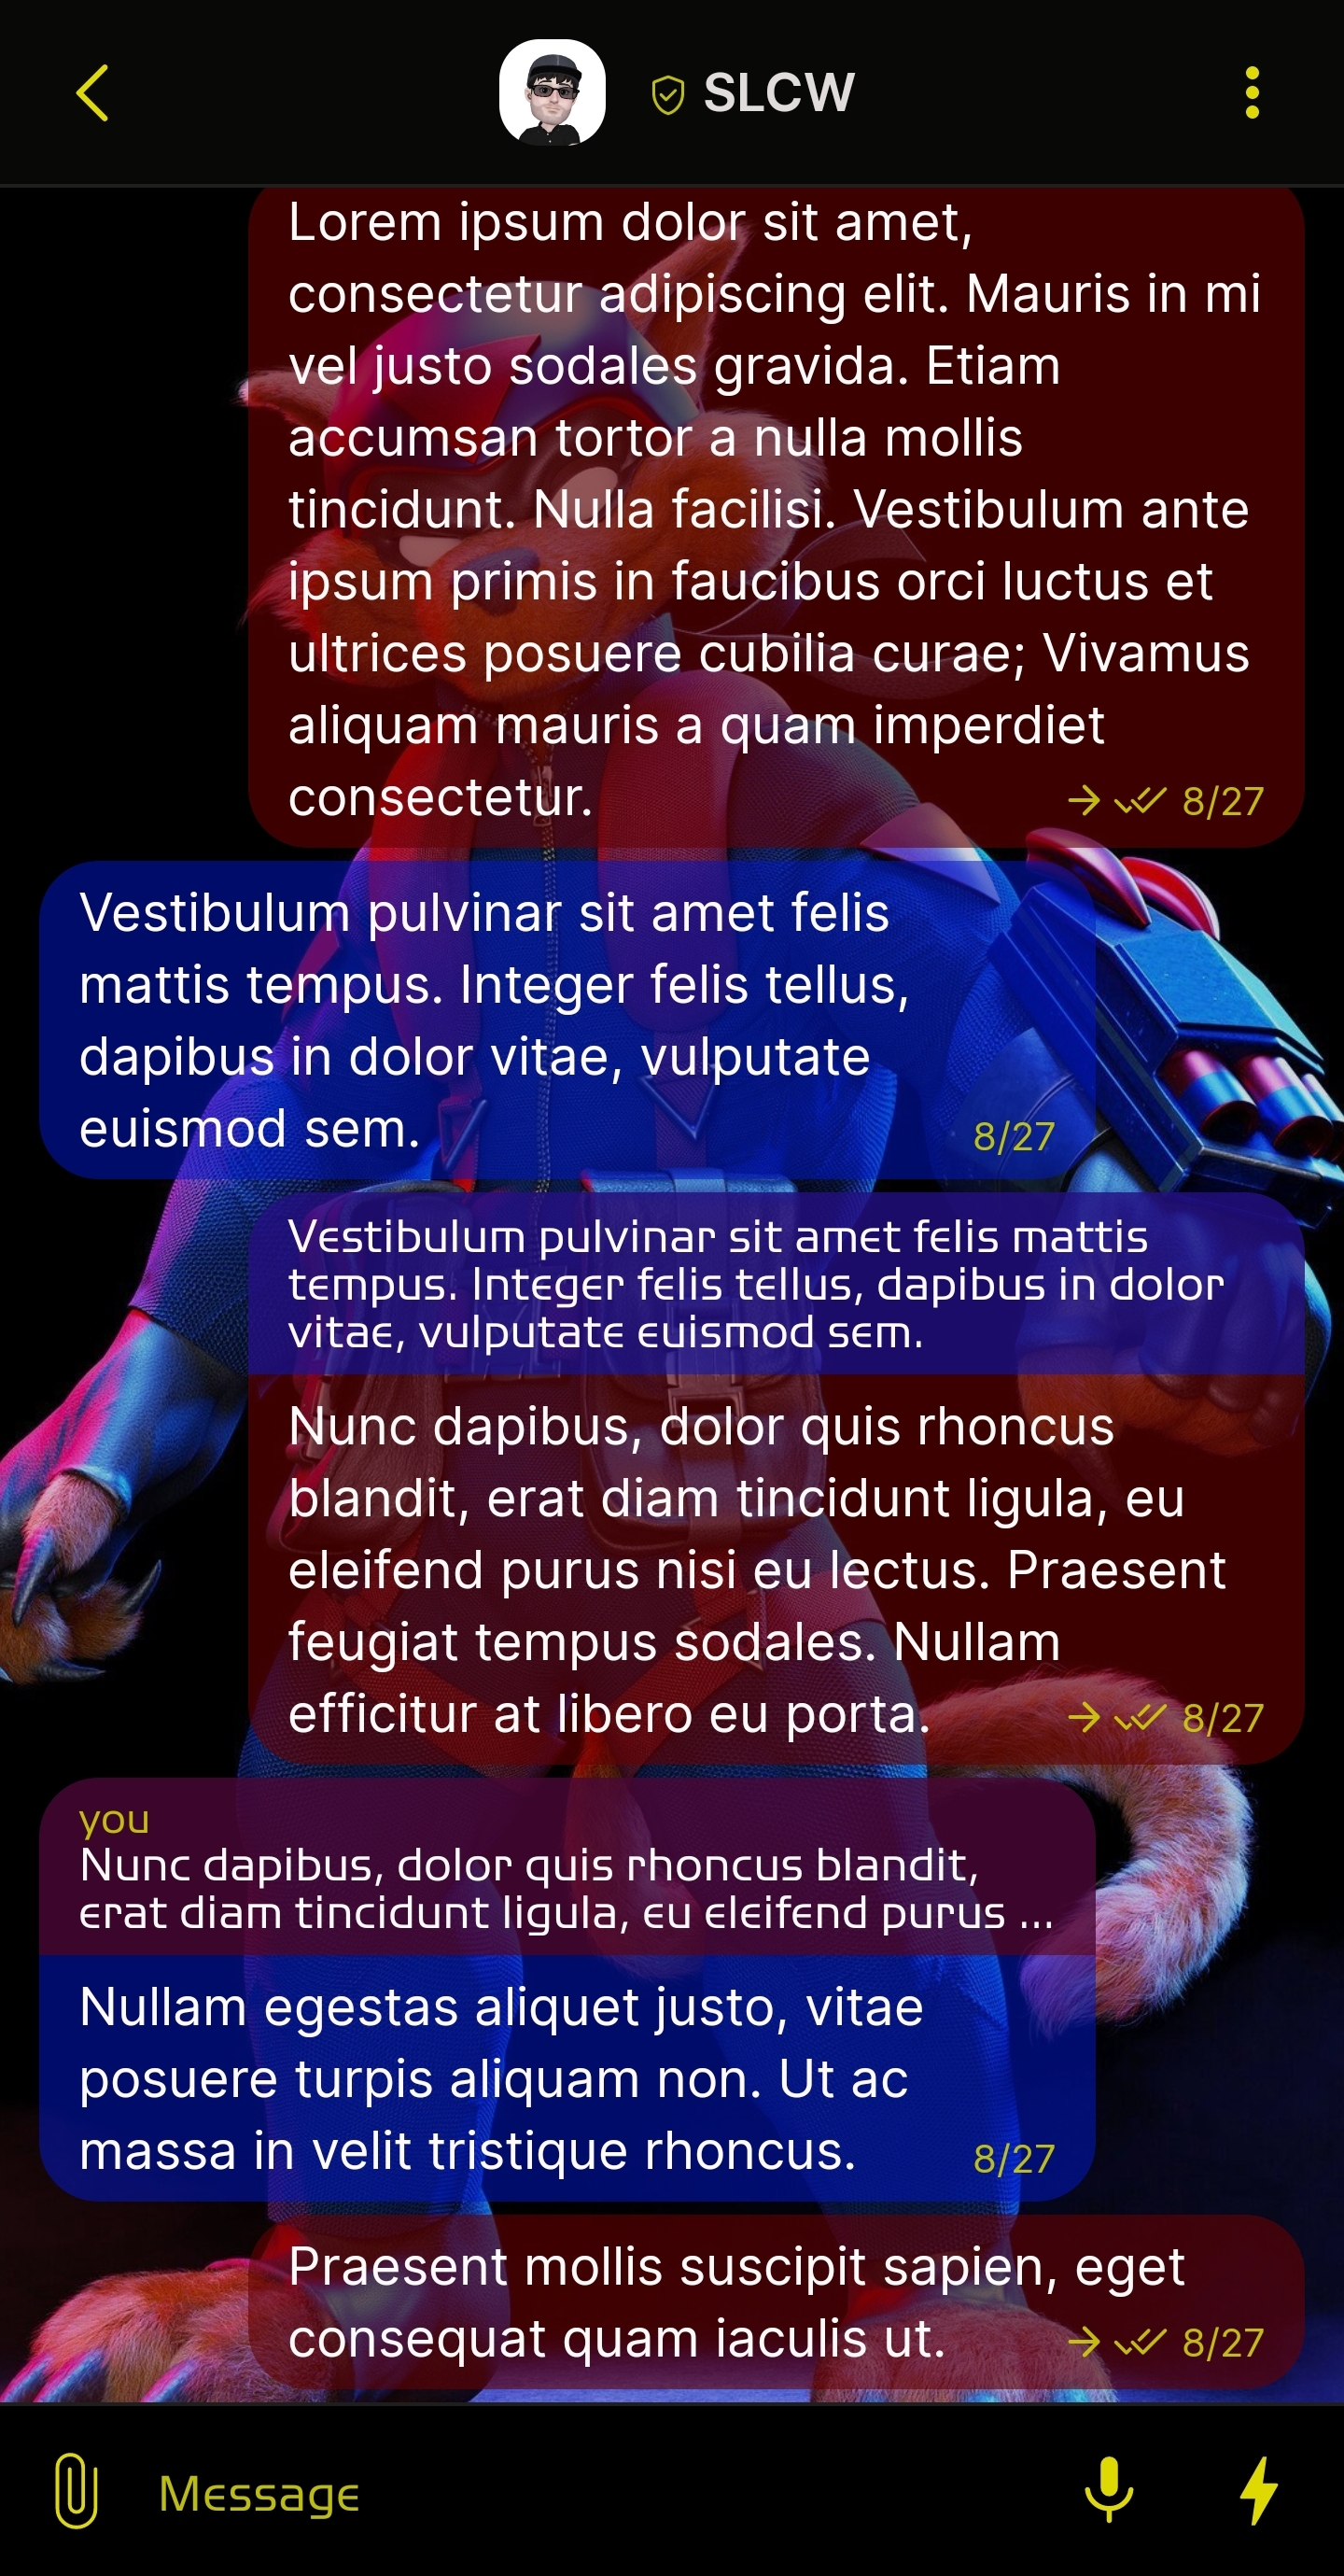 SLCW
Lorem ipsum dolor sit amet,
consectetur adipiscing elit. Mauris in mi
vel justo sodales gravida. Etiam
accumsan tortor a nulla mollis
tincidunt. Nulla facilisi. Vestibulum ante
ipsum primis in faucibus orci luctus et
ultrices posuere cubilia curae; Vivamus
aliquam mauris a quam imperdiet
consectetur.
8/27
Vestibulum pulvinar sit amet felis
mattis tempus. Integer felis tellus,
dapibus in dolor vitae, vulputate
euismod sem.
8/27
Vestibulum pulvinar sit amet felis mattis
tempus. Integer felis tellus, dapibus in dolor
vitae, vulputate euismod sem.
Nunc dapibus, dolor quis rhoncus
blandit, erat diam tincidunt ligula, eu
eleifend purus nisi eu lectus. Praesent
feugiat tempus sodales. Nullam
efficitur at libero eu porta.
8/27
you
Nunc dapibus, dolor quis rhoncus blandit,
erat diam tincidunt ligula, eu eleifend purus ...
Nullam egestas aliquet justo, vitae
posuere turpis aliquam non. Ut ac
massa in velit tristique rhoncus.
8/27
Praesent mollis suscipit sapien, eget
consequat quam iaculis ut.
8/27
Message